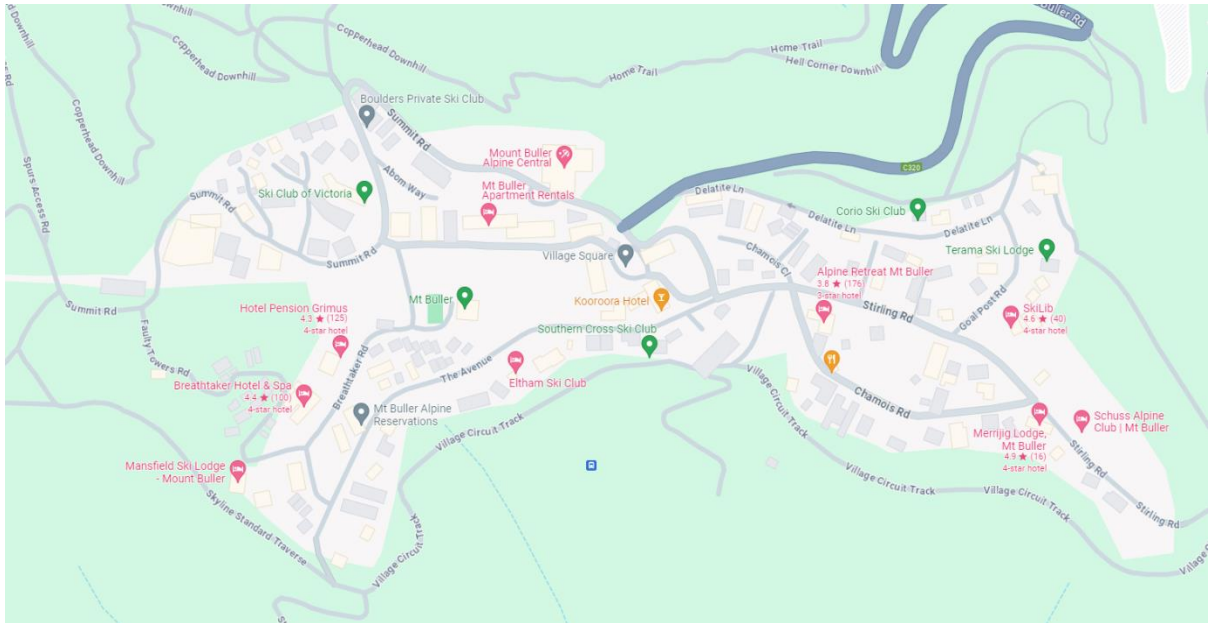 Copperhead Downhill
Copperhead Downhill
Copperhead Downhill
Copperhead Downhill
Home Trail
Home Trail
Hell Corner Downhill
Buller Rd
C320
Spurs Access Rd
Boulders Private Ski Club
Summit Rd
Mount Buller
Alpine Central
Abom Way
Ski Club of Victoria
Mt Buller
Apartment Rentals
Summit Rd
Summit Rd
Summit Rd
Village Square
Delatite Ln
Delatite Ln
Delatite Ln
Corio Ski Club
Chamois Cl
Terama Ski Lodge
Alpine Retreat Mt Buller
3.8 ★ (176)
3-star hotel
Stirling Rd
Goal Post Rd
SkiLib
4.6 ★ (40)
4-star hotel
Hotel Pension Grimus
4.3 ★ (125)
4-star hotel
Mt Buller
Kooroora Hotel
Southern Cross Ski Club
Faulty Towers Rd
Breathtaker Hotel & Spa
4.4 ★ (100)
4-star hotel
Breathtaker Rd
The Avenue
Eltham Ski Club
Mt Buller Alpine
Reservations
Village Circuit Track
Village Circuit Track
Chamois Rd
Merrijig Lodge,
Mt Buller
4.9 ★ (16)
4-star hotel
Schuss Alpine
Club | Mt Buller
Mansfield Ski Lodge
- Mount Buller
Skyline Standard Traverse
Village Circuit Track
Village Circuit Track
Village Circuit Track
Stirling Rd
Stirling Rd